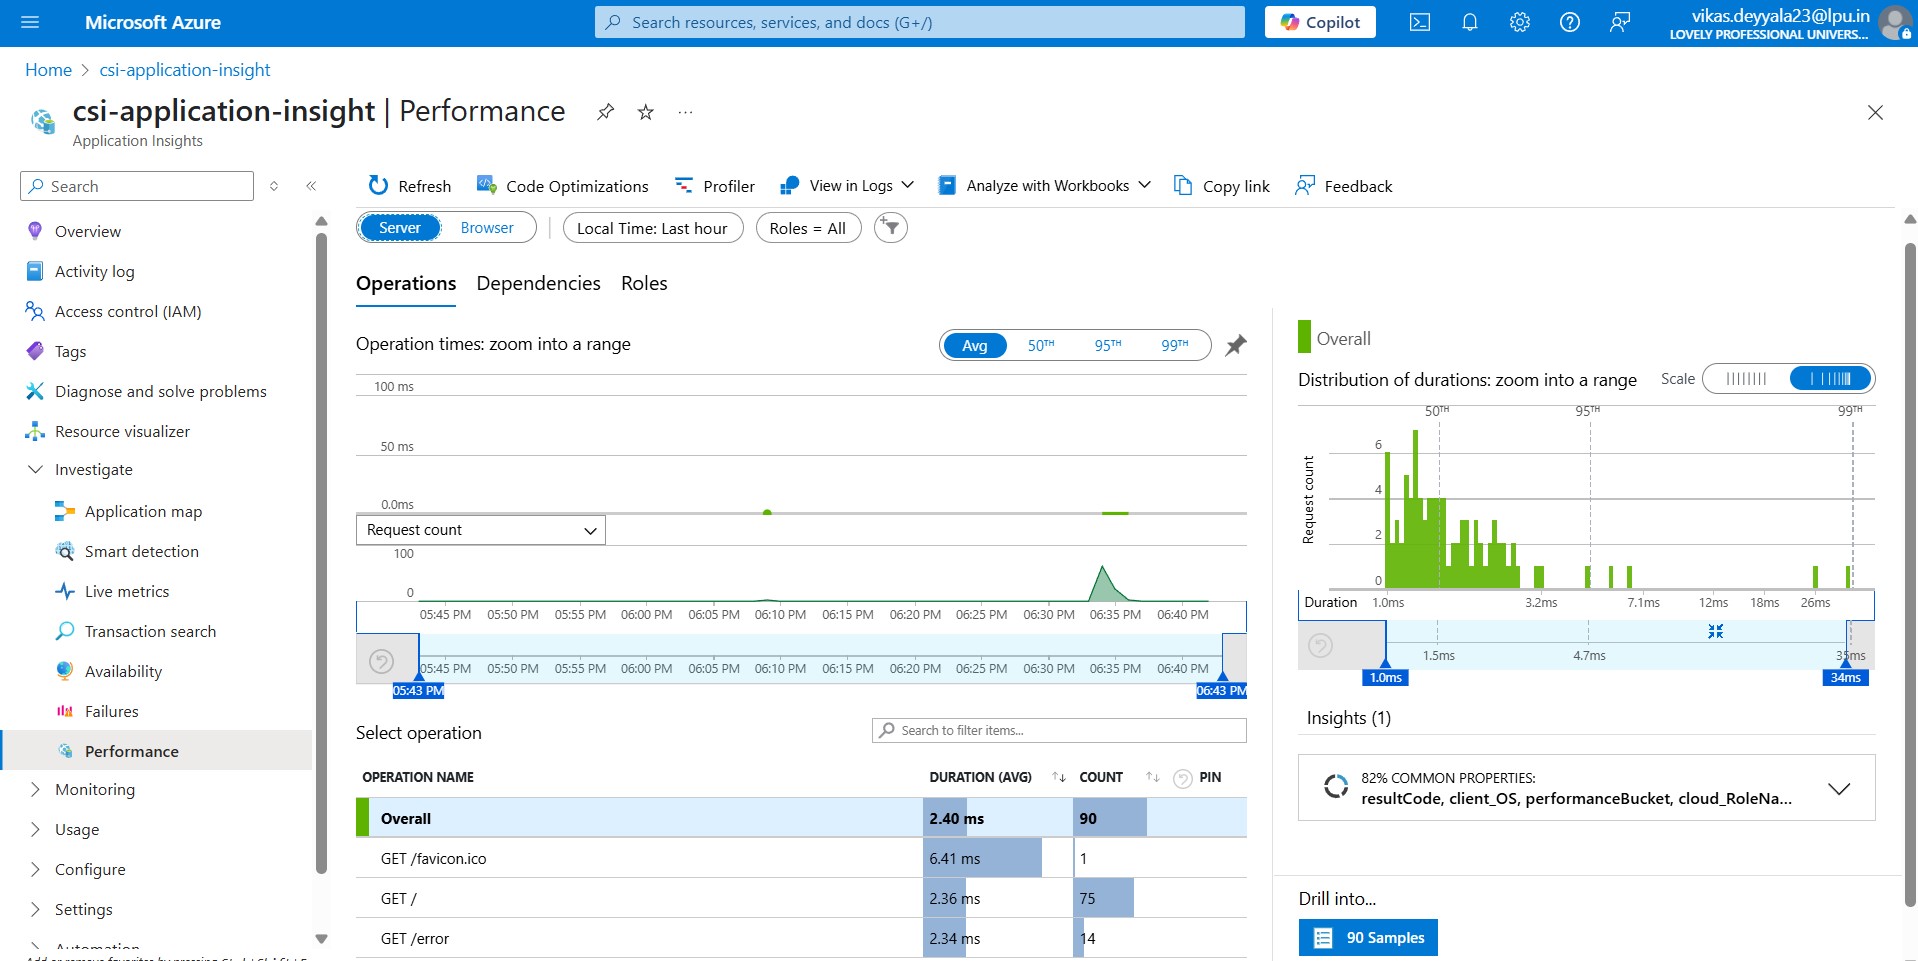 Microsoft Azure
Search resources, services, and docs (G+/)
Copilot
vikas.deyyala23@lpu.in
LOVELY PROFESSIONAL UNIVERS...
Home > csi-application-insight
csi-application-insight | Performance
...
Application Insights
Search
Overview
Activity log
Access control (IAM)
Tags
Diagnose and solve problems
Resource visualizer
Investigate
Application map
Smart detection
Live metrics
Transaction search
Availability
Failures
Performance
Monitoring
Usage
Configure
Settings
Automation
Refresh
Code Optimizations
Profiler
View in Logs
Analyze with Workbooks
Copy link
Feedback
Server
Browser
Local Time: Last hour
Roles = All
Operations
Dependencies
Roles
Operation times: zoom into a range
Avg
50TH
95TH
99TH
100 ms
50 ms
0.0ms
Request count
100
0
05:45 PM 05:50 PM 05:55 PM 06:00 PM 06:05 PM 06:10 PM 06:15 PM 06:20 PM 06:25 PM 06:30 PM 06:35 PM 06:40 PM
05:45 PM 05:50 PM 05:55 PM 06:00 PM 06:05 PM 06:10 PM 06:15 PM 06:20 PM 06:25 PM 06:30 PM 06:35 PM 06:40 PM
05:43 PM
06:43 PM
Select operation
Search to filter items...
OPERATION NAME DURATION (AVG) COUNT PIN
Overall 2.40 ms 90
GET /favicon.ico 6.41 ms 1
GET / 2.36 ms 75
GET /error 2.34 ms 14
Overall
Distribution of durations: zoom into a range
Scale
50TH 95TH 99TH
Request count
6
4
2
0
Duration 1.0ms 3.2ms 7.1ms 12ms 18ms 26ms
1.5ms 4.7ms 35ms
1.0ms 34ms
Insights (1)
82% COMMON PROPERTIES:
resultCode, client_OS, performanceBucket, cloud_RoleNa...
Drill into...
90 Samples